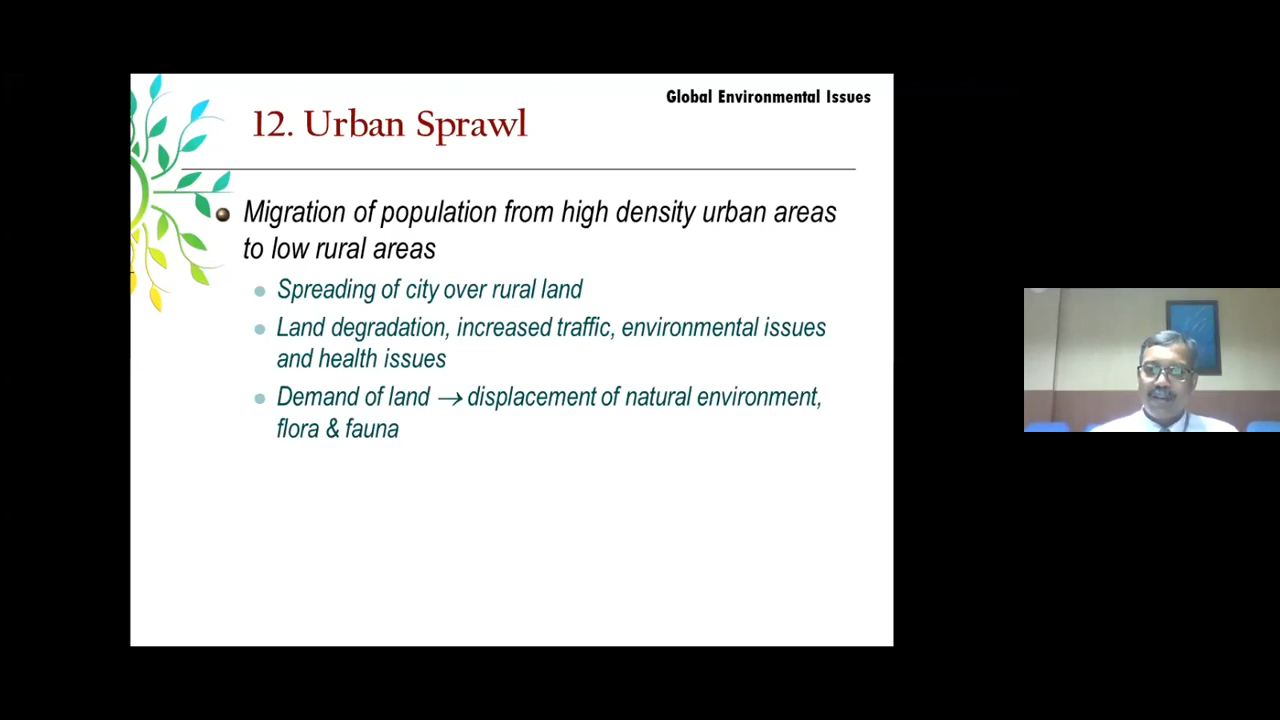 Global Environmental Issues
12. Urban Sprawl
Migration of population from high density urban areas
to low rural areas
Spreading of city over rural land
Land degradation, increased traffic, environmental issues
and health issues
Demand of land → displacement of natural environment,
flora & fauna